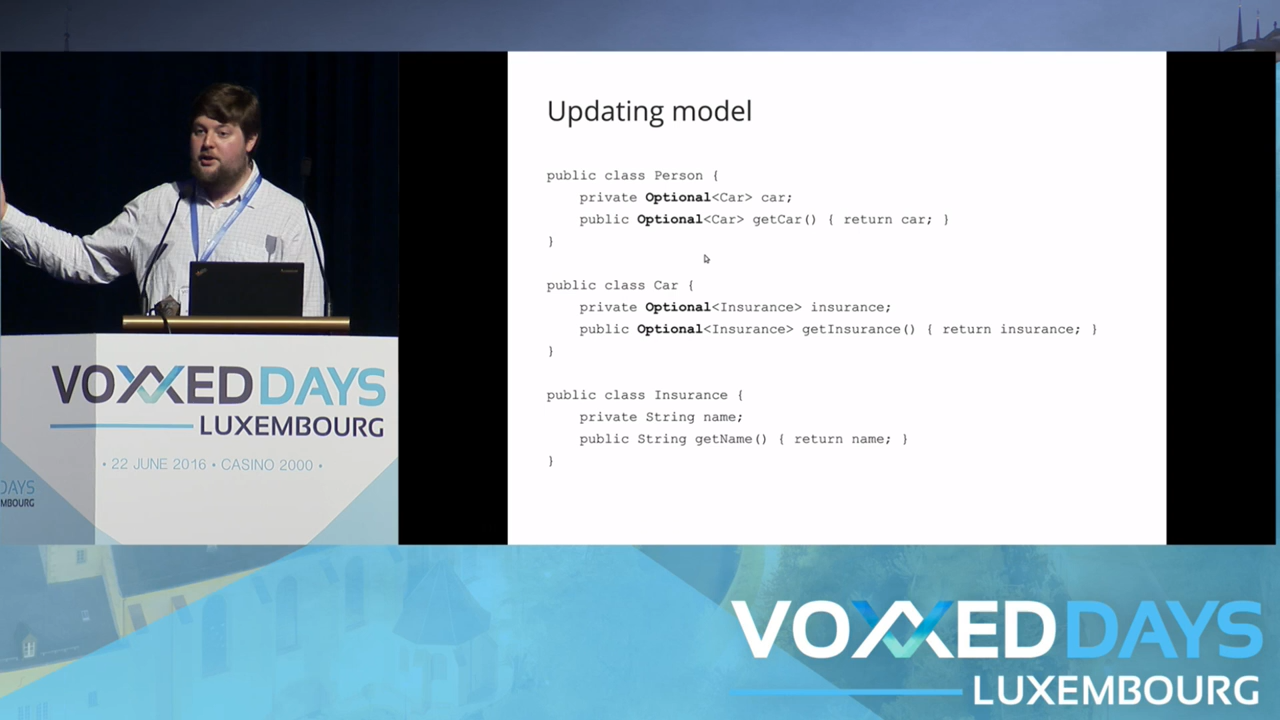 Updating model
public class Person {
private Optional<Car> car;
public Optional<Car> getCar() { return car; }
}
public class Car {
private Optional<Insurance> insurance;
public Optional<Insurance> getInsurance() { return insurance; }
}
public class Insurance {
private String name;
public String getName() { return name; }
}
VOXXED DAYS
LUXEMBOURG
• 22 JUNE 2016 • CASINO 2000 •
DAYS
MBOURG
VOXXED DAYS
LUXEMBOURG